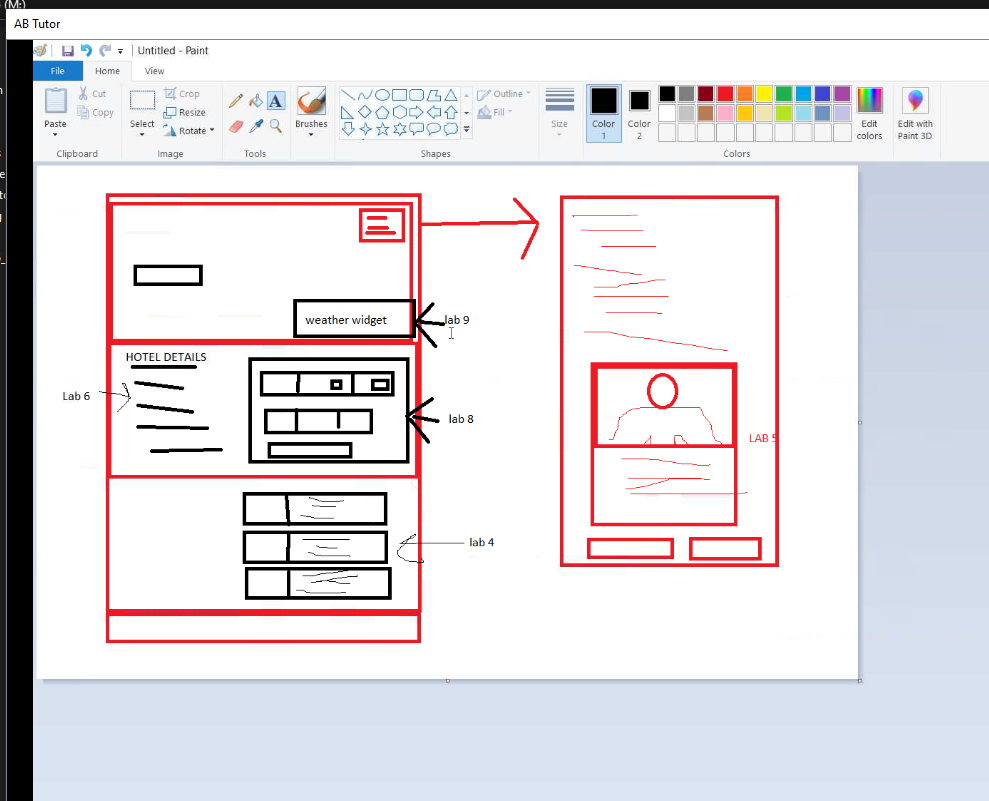 (M:)
AB Tutor
Untitled - Paint
File Home View
Paste
Cut
Copy
Clipboard
Select
Crop
Resize
Rotate
Image
A
Tools
Brushes
Shapes
Outline
Fill
Size
Color 1
Color 2
Colors
Edit colors
Edit with Paint 3D
weather widget
lab 9
HOTEL DETAILS
Lab 6
lab 8
LAB 5
lab 4